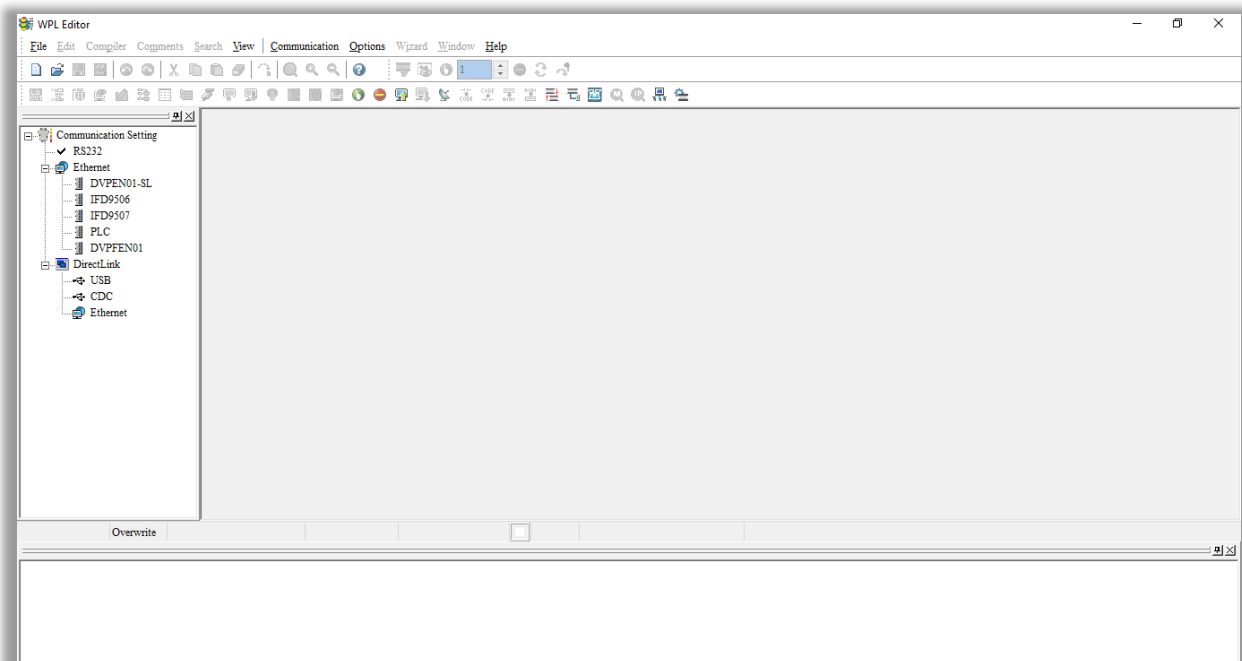 WPL Editor
File Edit Compiler Comments Search View Communication Options Wizard Window Help
1
Communication Setting
RS232
Ethernet
DVPEN01-SL
IFD9506
IFD9507
PLC
DVPFEN01
DirectLink
USB
CDC
Ethernet
Overwrite